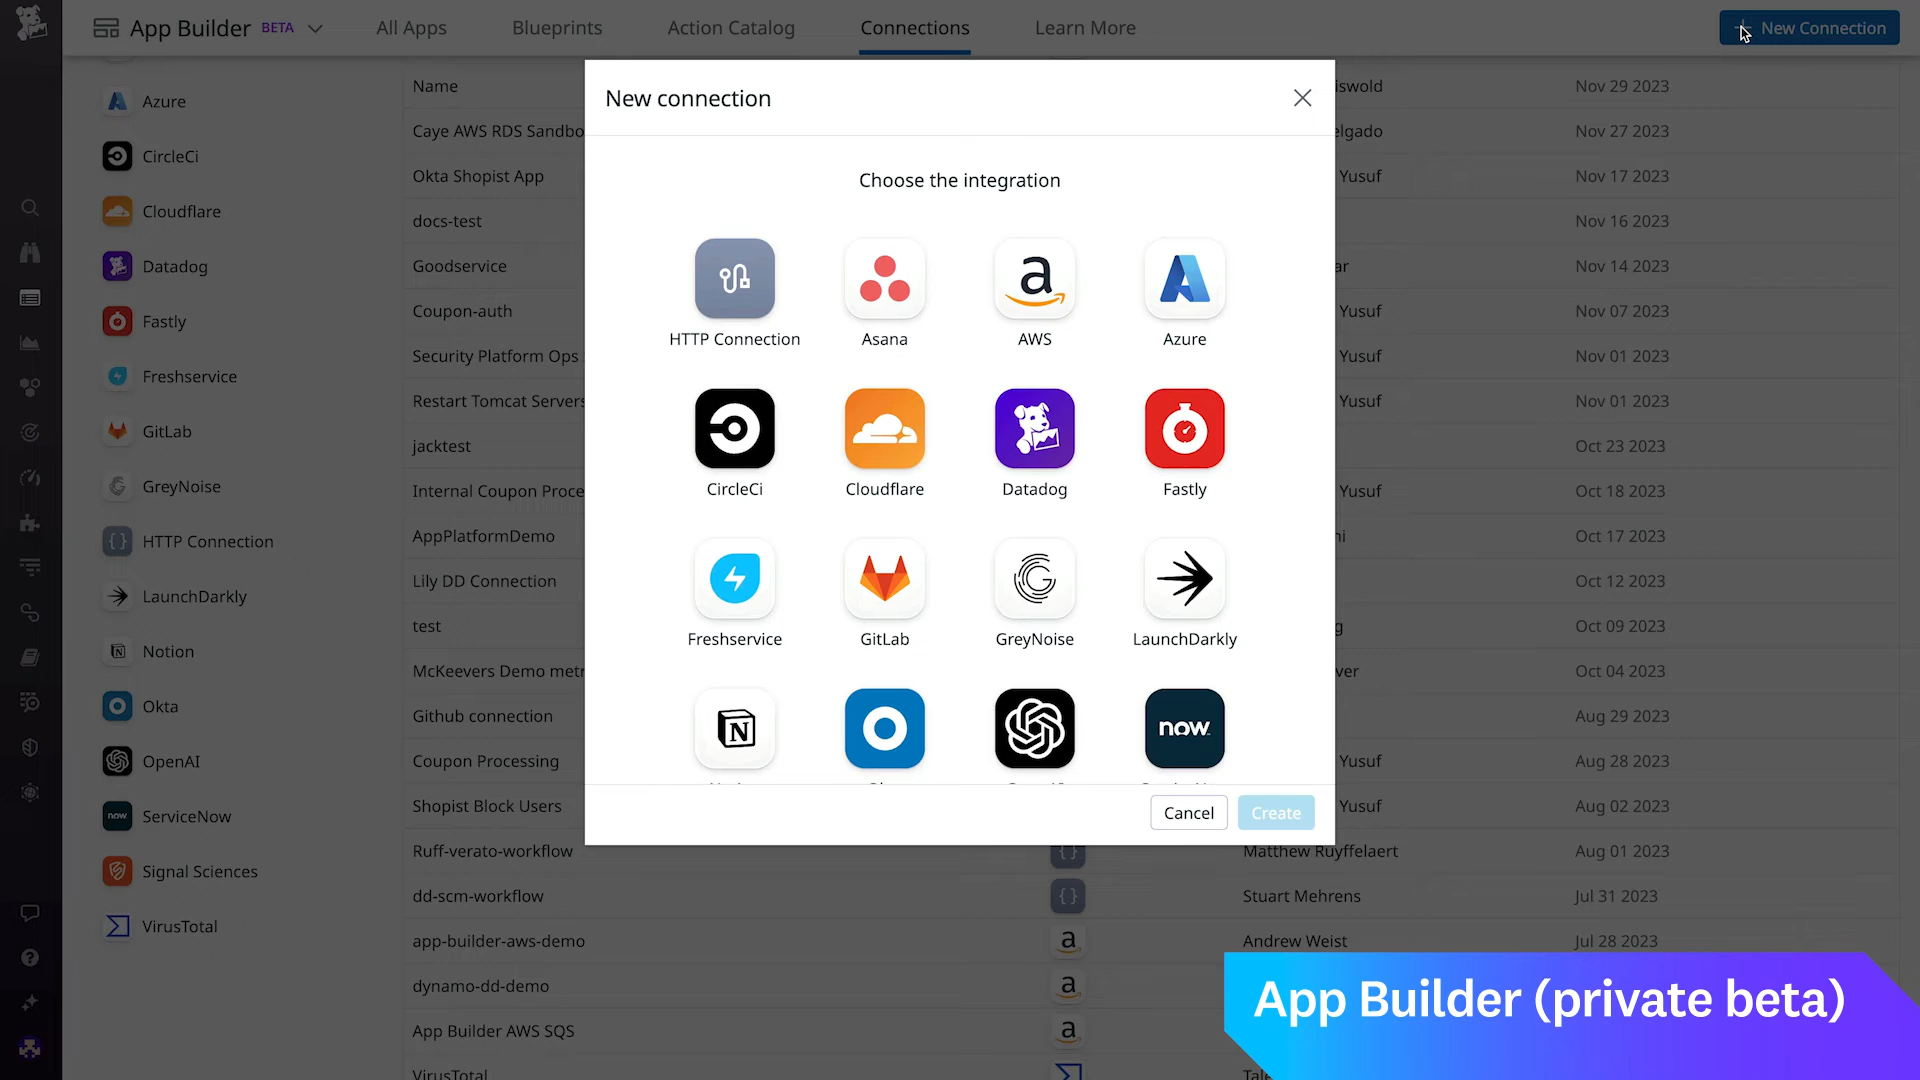 App Builder BETA All Apps Blueprints Action Catalog Connections Learn More New Connection
Azure
CircleCi
Cloudflare
Datadog
Fastly
Freshservice
GitLab
GreyNoise
HTTP Connection
LaunchDarkly
Notion
Okta
OpenAI
ServiceNow
Signal Sciences
VirusTotal
Name iswold Nov 29 2023
Caye AWS RDS Sandbo elgado Nov 27 2023
Okta Shopist App Yusuf Nov 17 2023
docs-test Nov 16 2023
Goodservice ar Nov 14 2023
Coupon-auth Yusuf Nov 07 2023
Security Platform Ops Yusuf Nov 01 2023
Restart Tomcat Servers Yusuf Nov 01 2023
jacktest Oct 23 2023
Internal Coupon Proce Yusuf Oct 18 2023
AppPlatformDemo ni Oct 17 2023
Lily DD Connection Oct 12 2023
test g Oct 09 2023
McKeevers Demo metr ver Oct 04 2023
Github connection Aug 29 2023
Coupon Processing Yusuf Aug 28 2023
Shopist Block Users Yusuf Aug 02 2023
Ruff-verato-workflow Matthew Ruyffelaert Aug 01 2023
dd-scm-workflow Stuart Mehrens Jul 31 2023
app-builder-aws-demo Andrew Weist Jul 28 2023
dynamo-dd-demo
App Builder AWS SQS
VirusTotal
New connection
Choose the integration
HTTP Connection Asana AWS Azure
CircleCi Cloudflare Datadog Fastly
Freshservice GitLab GreyNoise LaunchDarkly
now
Cancel Create
App Builder (private beta)